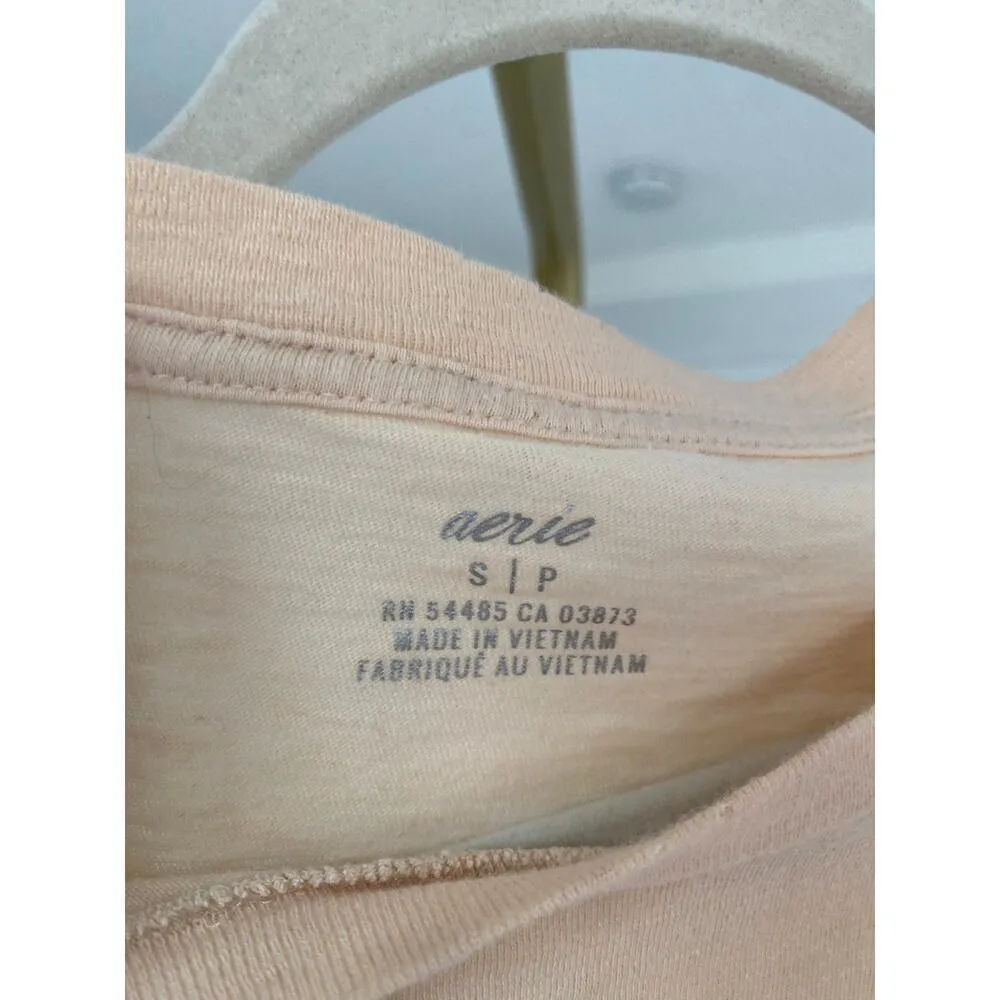 aerie
S | P
RN 54485 CA 03873
MADE IN VIETNAM
FABRIQUÉ AU VIETNAM